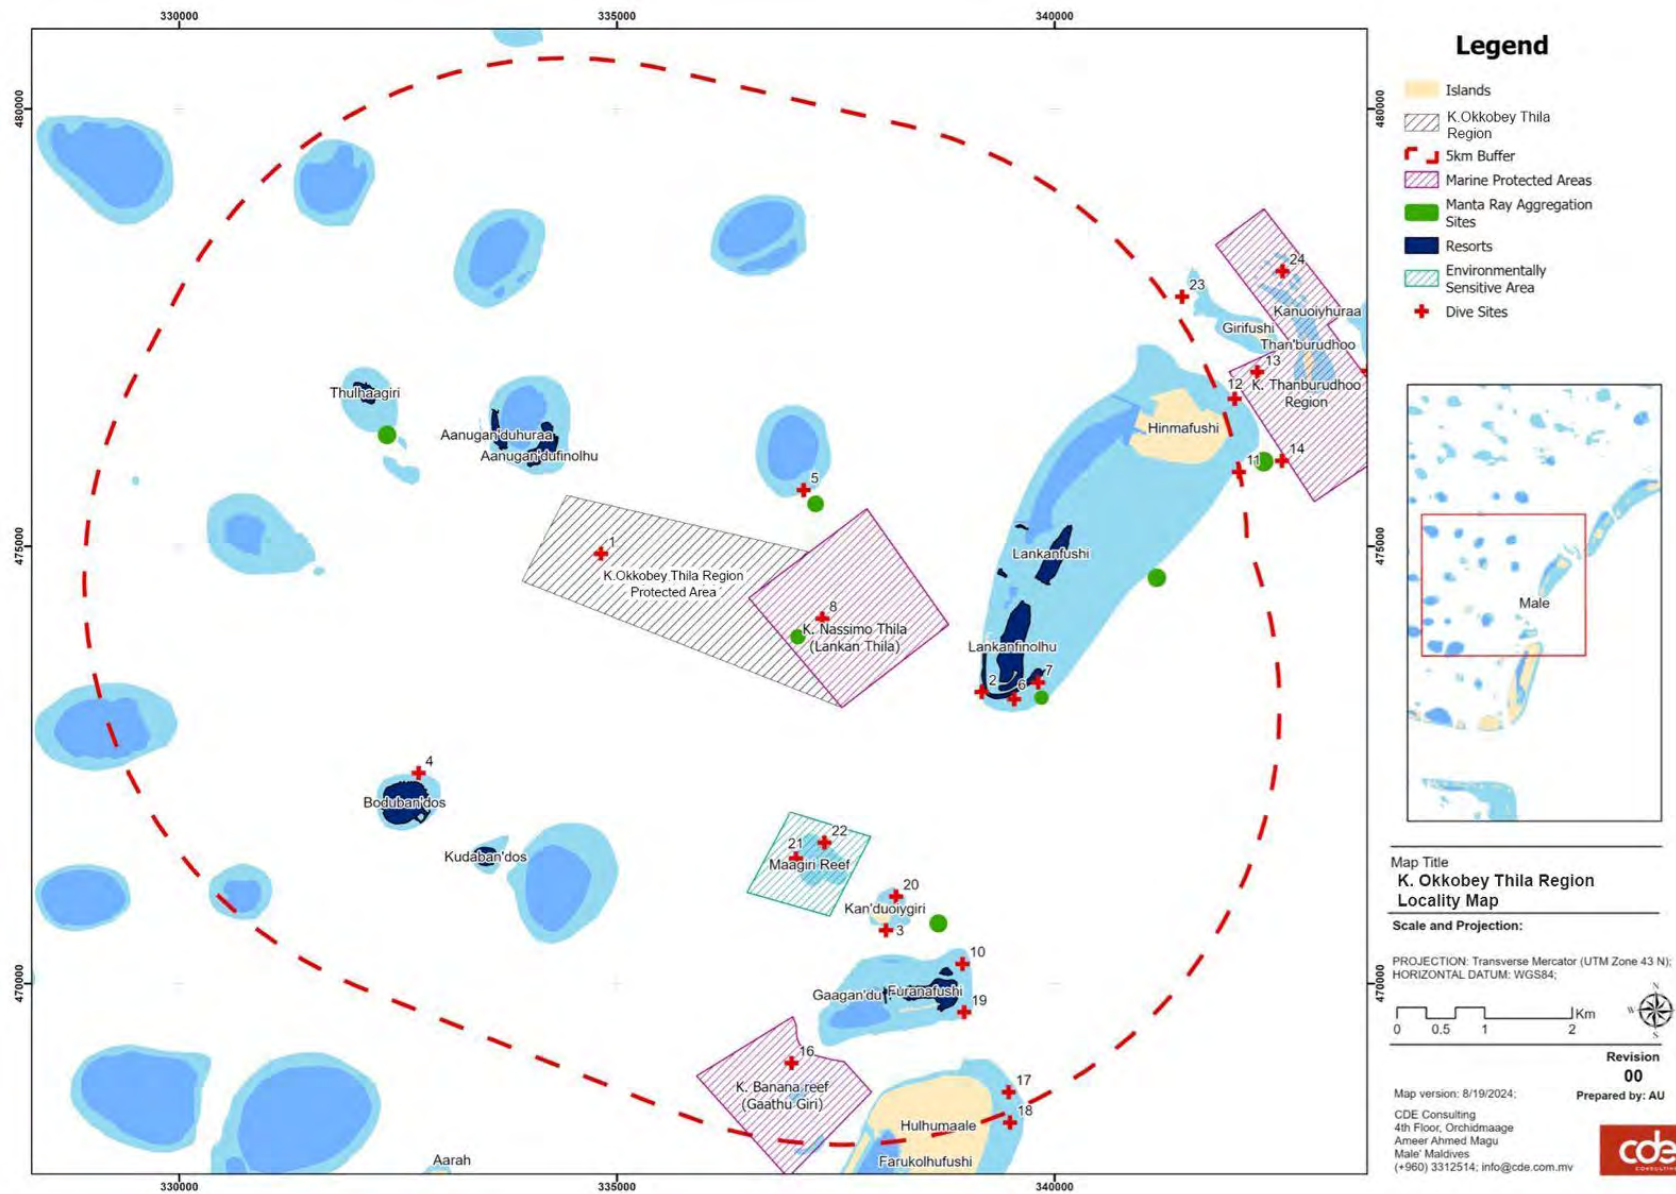 330000
335000
340000
480000
480000
475000
475000
470000
470000
330000
335000
340000
24
23
Kanuoiyhuraa
Girifushi
Than'burudhoo
13
12
K. Thanburudhoo
Region
Thulhaagiri
Hinmafushi
Aanugan'duhuraa
Aanugan'dufinolhu
11
14
5
1
Lankanfushi
K.Okkobey Thila Region
Protected Area
8
K. Nassimo Thila
(Lankan Thila)
Lankanfinolhu
2
6
7
4
Boduban'dos
22
21
Kudaban'dos
Maagiri Reef
20
Kan'duoiygiri
3
10
Gaagan'du
Furanafushi
19
16
K. Banana reef
(Gaathu Giri)
17
18
Hulhumaale
Aarah
Farukolhufushi
Legend
Islands
K.Okkobey Thila
Region
5km Buffer
Marine Protected Areas
Manta Ray Aggregation
Sites
Resorts
Environmentally
Sensitive Area
Dive Sites
Male
Map Title
K. Okkobey Thila Region
Locality Map
Scale and Projection:
PROJECTION: Transverse Mercator (UTM Zone 43 N);
HORIZONTAL DATUM: WGS84;
Km
0 0.5 1 2
N
W
S
Revision
00
Map version: 8/19/2024;
Prepared by: AU
CDE Consulting
4th Floor, Orchidmaage
Ameer Ahmed Magu
Male' Maldives
(+960) 3312514; info@cde.com.mv
cde
CONSULTING